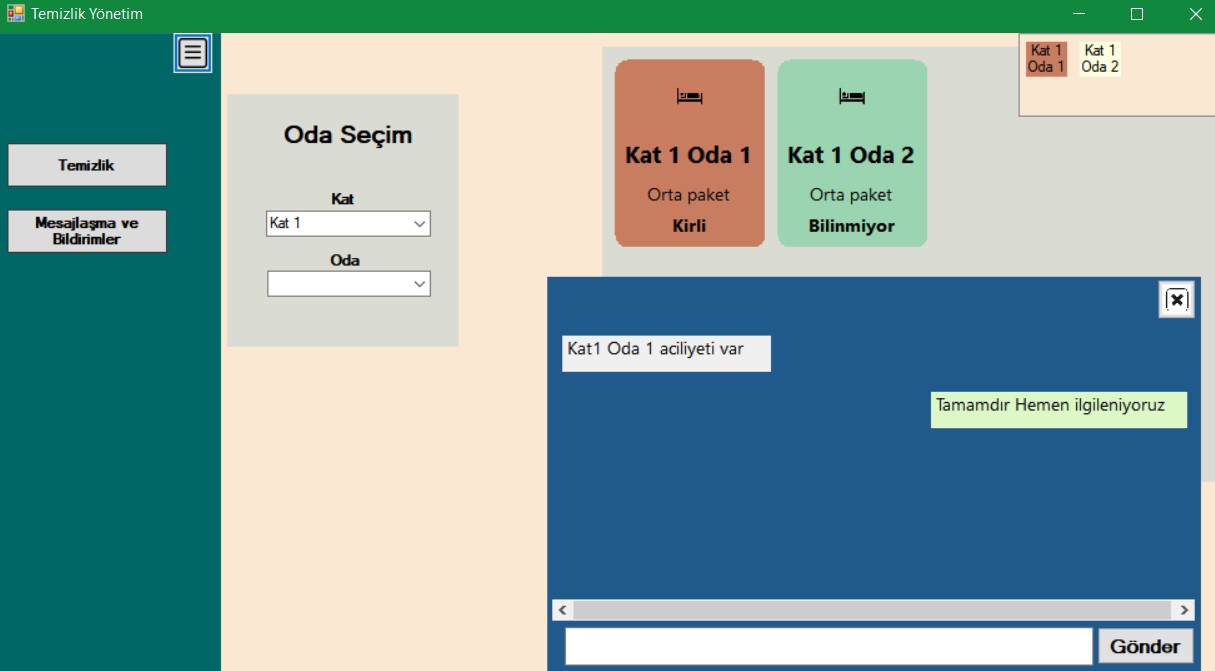 Temizlik Yönetim
Temizlik
Mesajlaşma ve
Bildirimler
Oda Seçim
Kat
Kat 1
Oda
Kat 1 Oda 1
Orta paket
Kirli
Kat 1 Oda 2
Orta paket
Bilinmiyor
Kat 1
Oda 1
Kat 1
Oda 2
Kat1 Oda 1 aciliyeti var
Tamamdır Hemen ilgileniyoruz
Gönder